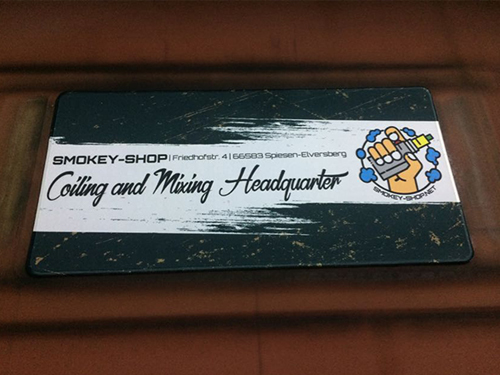 SMOKEY-SHOP | Friedhofstr. 4 | 66583 Spiesen-Elversberg
Coiling and Mixing Headquarter
SMOKEY-SHOP.NET